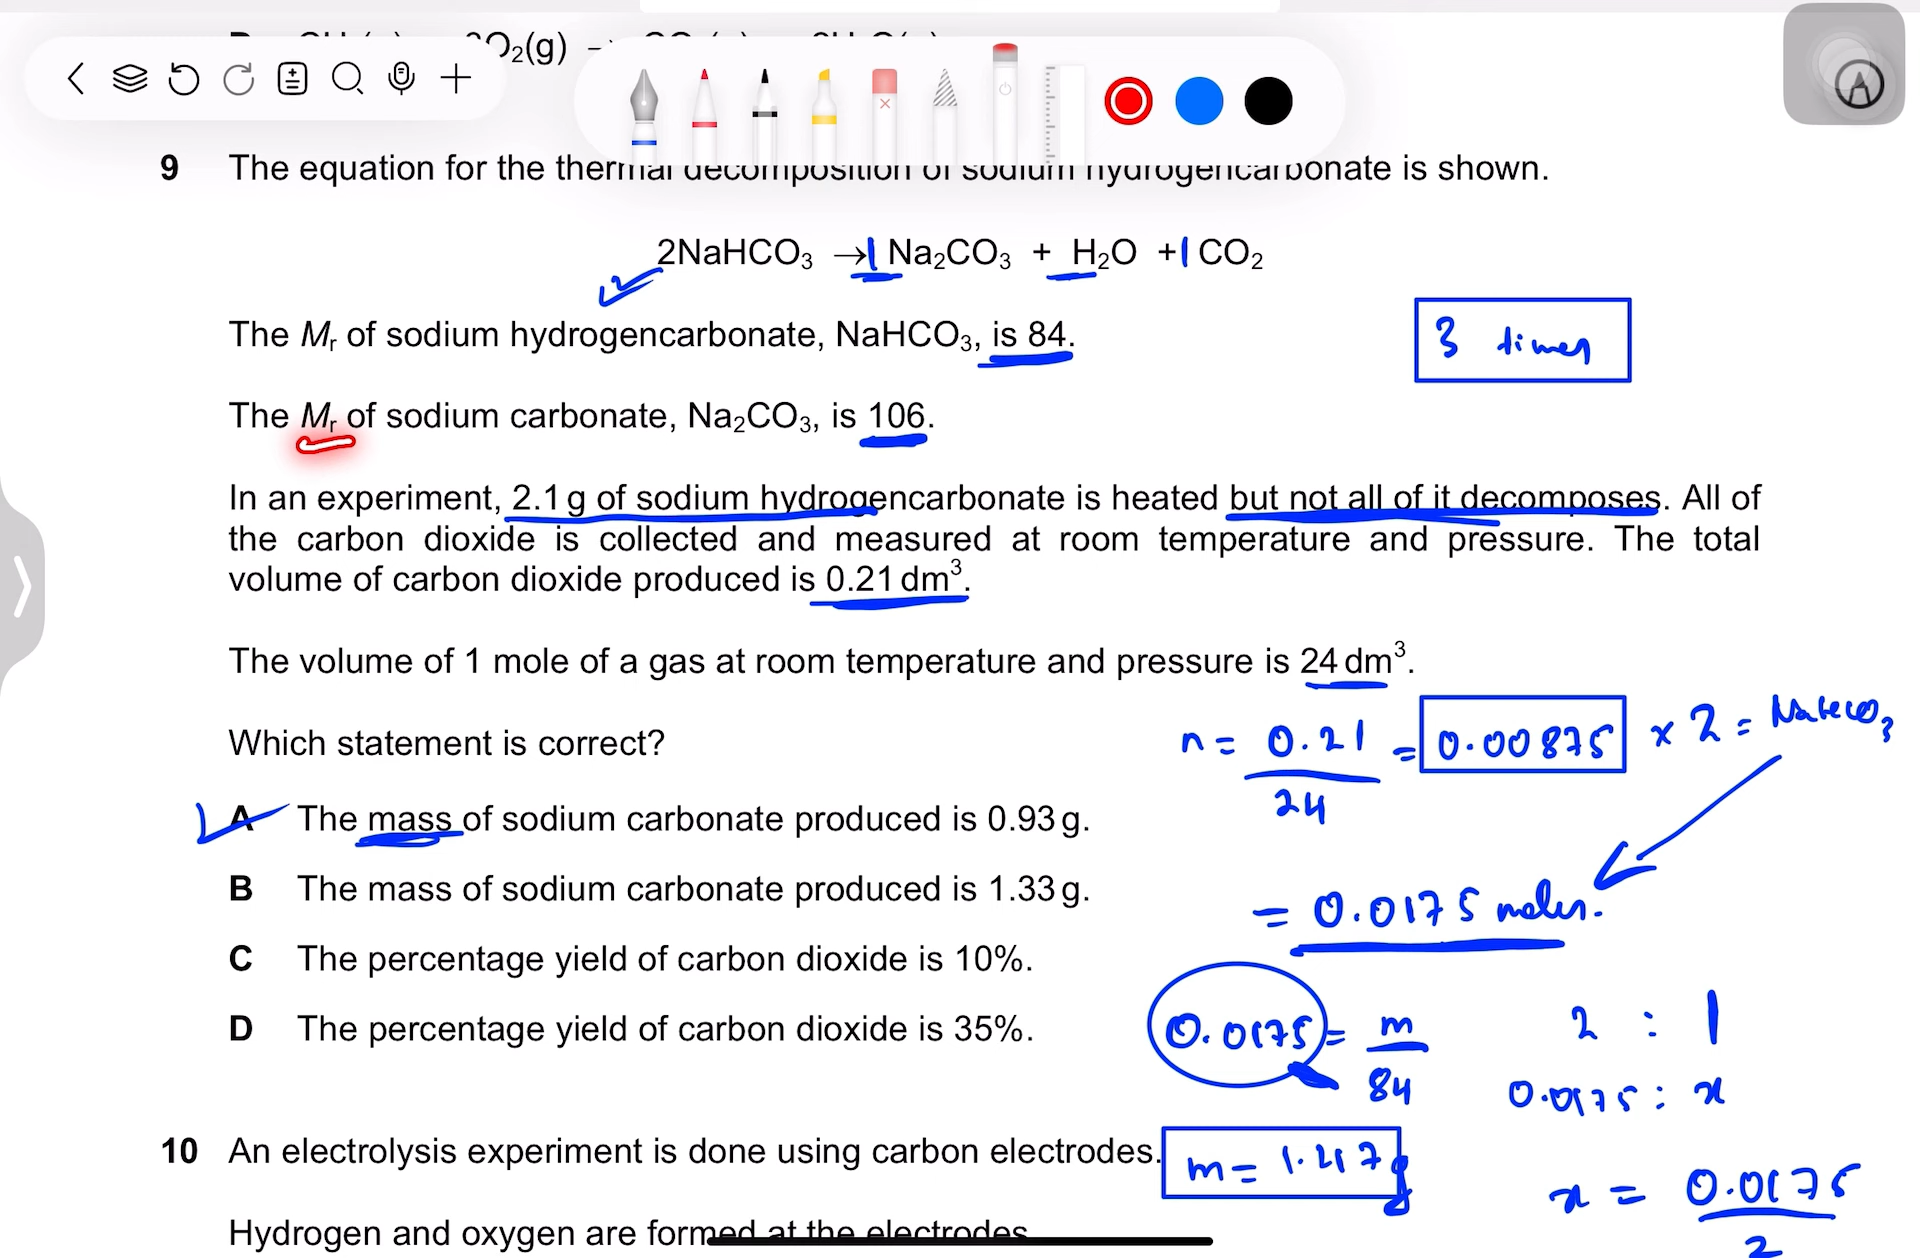 O₂(g)
9 The equation for the thermal decomposition of sodium hydrogencarbonate is shown.
2NaHCO₃ → 1 Na₂CO₃ + H₂O + 1 CO₂
The Mᵣ of sodium hydrogencarbonate, NaHCO₃, is 84.
3 times
The Mᵣ of sodium carbonate, Na₂CO₃, is 106.
In an experiment, 2.1 g of sodium hydrogencarbonate is heated but not all of it decomposes. All of
the carbon dioxide is collected and measured at room temperature and pressure. The total
volume of carbon dioxide produced is 0.21 dm³.
The volume of 1 mole of a gas at room temperature and pressure is 24 dm³.
Which statement is correct?
n = 0.21 / 24 = 0.00875 × 2 = NaHCO₃
A The mass of sodium carbonate produced is 0.93 g.
B The mass of sodium carbonate produced is 1.33 g.
= 0.0175 moles.
C The percentage yield of carbon dioxide is 10%.
D The percentage yield of carbon dioxide is 35%.
0.0175 = m / 84
2 : 1
0.0175 : x
10 An electrolysis experiment is done using carbon electrodes.
m = 1.47 g
x = 0.0175 / 2
Hydrogen and oxygen are formed at the electrodes